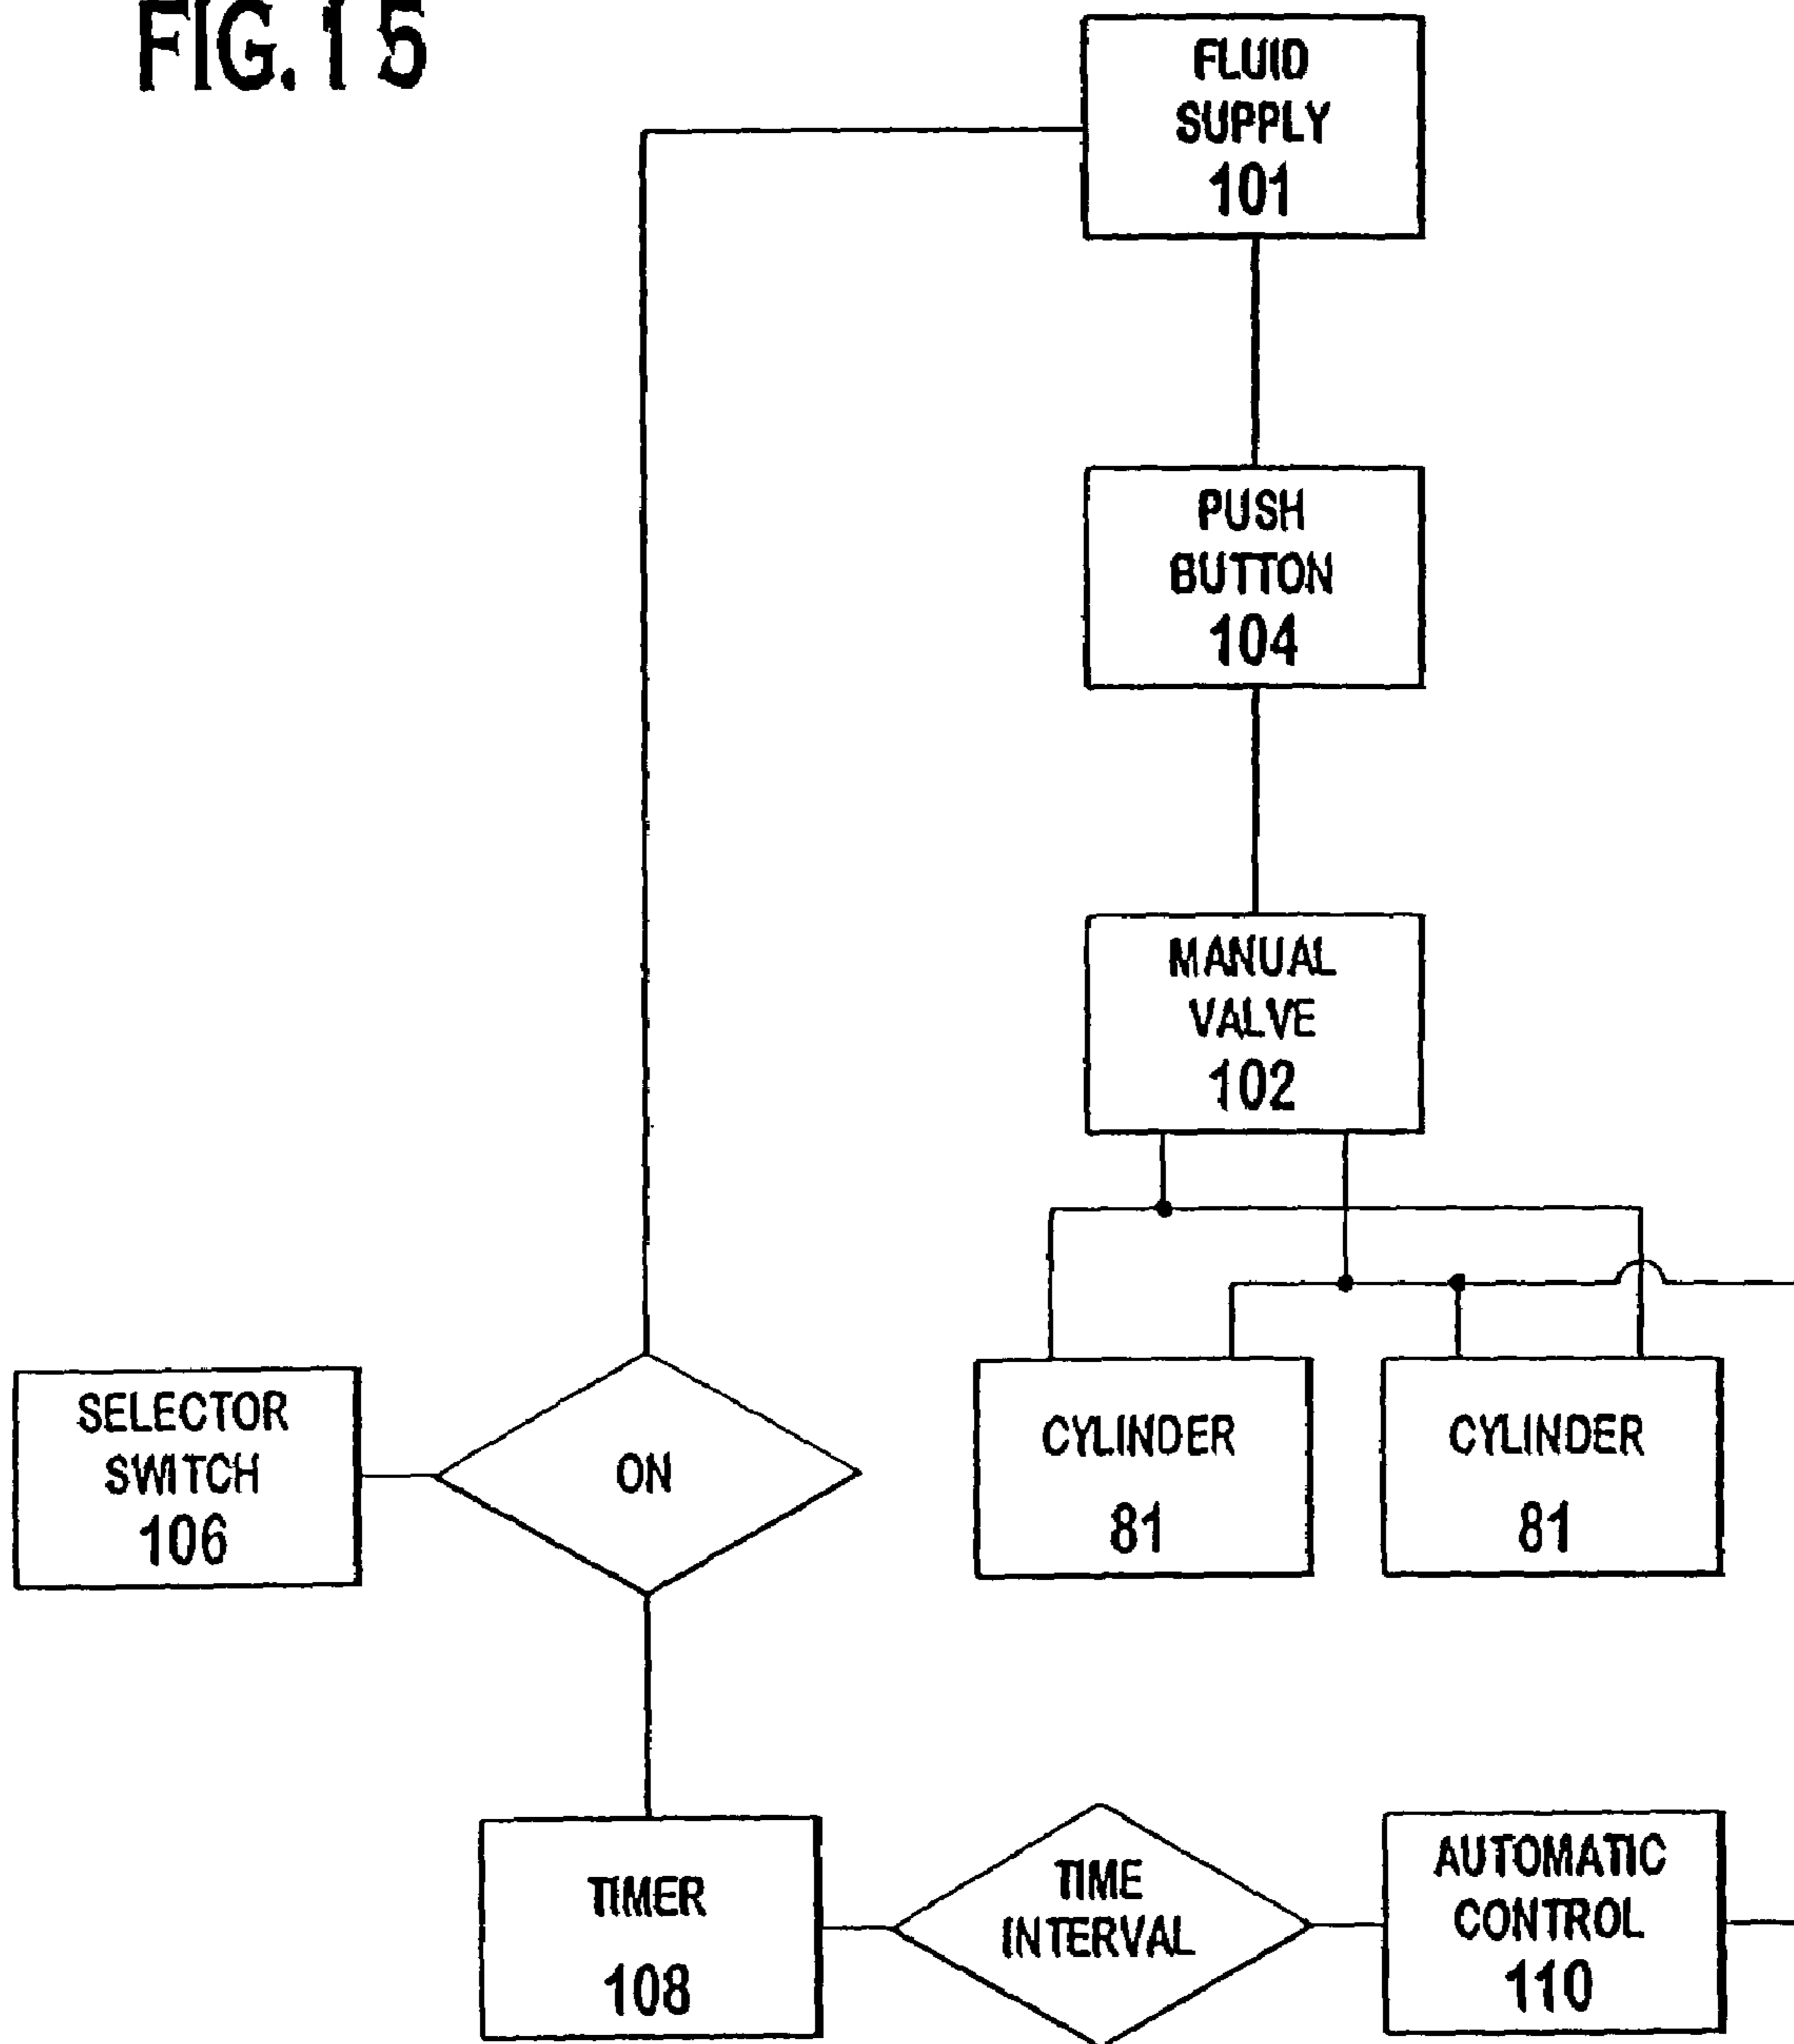 FIG.15
FLUID
SUPPLY
101
PUSH
BUTTON
104
MANUAL
VALVE
102
SELECTOR
SWITCH
106
ON
CYLINDER
81
CYLINDER
81
TIMER
108
TIME
INTERVAL
AUTOMATIC
CONTROL
110